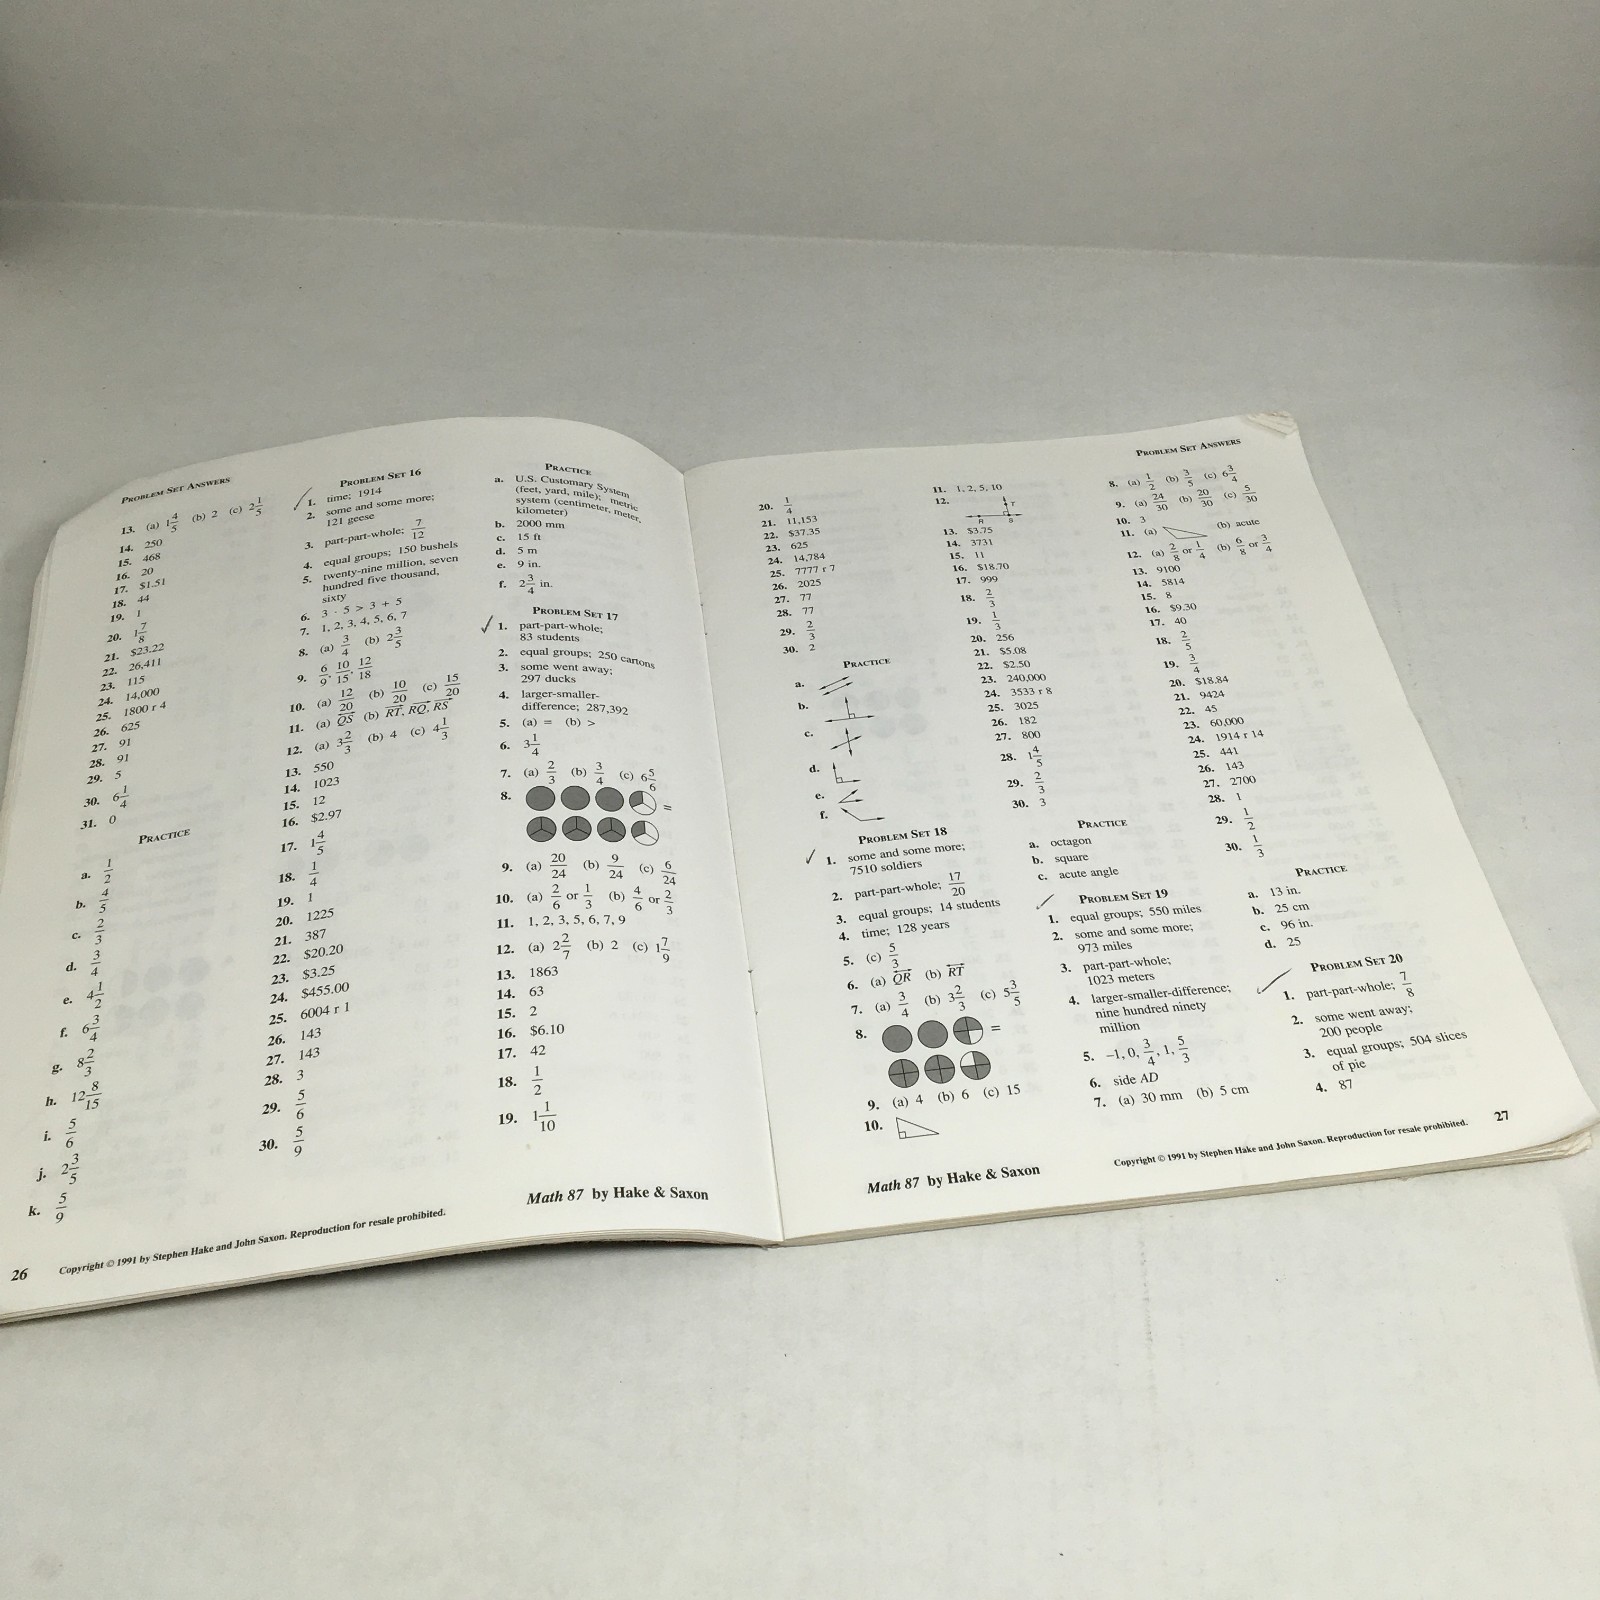 PROBLEM SET ANSWERS
13. (a) 1 4/5 (b) 2 (c) 2 1/5
14. 250
15. 468
16. 20
17. $1.51
18. 44
19. 1
20. 1 7/8
21. $23.22
22. 26,411
23. 115
24. 14,000
25. 1800 r 4
26. 625
27. 91
28. 91
29. 5
30. 6 1/4
31. 0
PRACTICE
a. 1/2
b. 4/5
c. 2/3
d. 3/4
e. 4 1/2
f. 6 3/4
g. 8 2/3
h. 12 8/15
i. 5/6
j. 2 3/5
k. 5/9
PROBLEM SET 16
1. time; 1914
2. some and some more;
121 geese
3. part-part-whole; 7/12
4. equal groups; 150 bushels
5. twenty-nine million, seven
hundred five thousand,
sixty
6. 3 · 5 > 3 + 5
7. 1, 2, 3, 4, 5, 6, 7
8. (a) 3/4 (b) 2 3/5
9. 6/9, 10/15, 12/18
10. (a) 12/20 (b) 10/20 (c) 15/20
11. (a) QS (b) RT, RQ, RS
12. (a) 3 2/3 (b) 4 (c) 4 1/3
13. 550
14. 1023
15. 12
16. $2.97
17. 1 4/5
18. 1/4
19. 1
20. 1225
21. 387
22. $20.20
23. $3.25
24. $455.00
25. 6004 r 1
26. 143
27. 143
28. 3
29. 5/6
30. 5/9
PRACTICE
a. U.S. Customary System
(feet, yard, mile); metric
system (centimeter, meter,
kilometer)
b. 2000 mm
c. 15 ft
d. 5 m
e. 9 in.
f. 2 3/4 in.
PROBLEM SET 17
1. part-part-whole;
83 students
2. equal groups; 250 cartons
3. some went away;
297 ducks
4. larger-smaller-
difference; 287,392
5. (a) = (b) >
6. 3 1/4
7. (a) 2/3 (b) 3/4 (c) 6 5/6
8. =
9. (a) 20/24 (b) 9/24 (c) 6/24
10. (a) 2/6 or 1/3 (b) 4/6 or 2/3
11. 1, 2, 3, 5, 6, 7, 9
12. (a) 2 2/7 (b) 2 (c) 1 7/9
13. 1863
14. 63
15. 2
16. $6.10
17. 42
18. 1/2
19. 1 1/10
Math 87 by Hake & Saxon
Copyright © 1991 by Stephen Hake and John Saxon. Reproduction for resale prohibited.
26
PROBLEM SET ANSWERS
20. 1/4
21. 11,153
22. $37.35
23. 625
24. 14,784
25. 7777 r 7
26. 2025
27. 77
28. 77
29. 2/3
30. 2
PRACTICE
a.
b.
c.
d.
e.
f.
PROBLEM SET 18
1. some and some more;
7510 soldiers
2. part-part-whole; 17/20
3. equal groups; 14 students
4. time; 128 years
5. (c) 5/3
6. (a) QR (b) RT
7. (a) 3/4 (b) 3 2/3 (c) 5 3/5
8. =
9. (a) 4 (b) 6 (c) 15
10.
11. 1, 2, 5, 10
12. T
R S
13. $3.75
14. 3731
15. 11
16. $18.70
17. 999
18. 2/3
19. 1/3
20. 256
21. $5.08
22. $2.50
23. 240,000
24. 3533 r 8
25. 3025
26. 182
27. 800
28. 1 4/5
29. 2/3
30. 3
PRACTICE
a. octagon
b. square
c. acute angle
PROBLEM SET 19
1. equal groups; 550 miles
2. some and some more;
973 miles
3. part-part-whole;
1023 meters
4. larger-smaller-difference;
nine hundred ninety
million
5. -1, 0, 3/4, 1, 5/3
6. side AD
7. (a) 30 mm (b) 5 cm
8. (a) 1/2 (b) 3/5 (c) 6 3/4
9. (a) 24/30 (b) 20/30 (c) 5/30
10. 3
11. (a) (b) acute
12. (a) 2/8 or 1/4 (b) 6/8 or 3/4
13. 9100
14. 5814
15. 8
16. $9.30
17. 40
18. 2/5
19. 3/4
20. $18.84
21. 9424
22. 45
23. 60,000
24. 1914 r 14
25. 441
26. 143
27. 2700
28. 1
29. 1/2
30. 1/3
PRACTICE
a. 13 in.
b. 25 cm
c. 96 in.
d. 25
PROBLEM SET 20
1. part-part-whole; 7/8
2. some went away;
200 people
3. equal groups; 504 slices
of pie
4. 87
Math 87 by Hake & Saxon
Copyright © 1991 by Stephen Hake and John Saxon. Reproduction for resale prohibited.
27